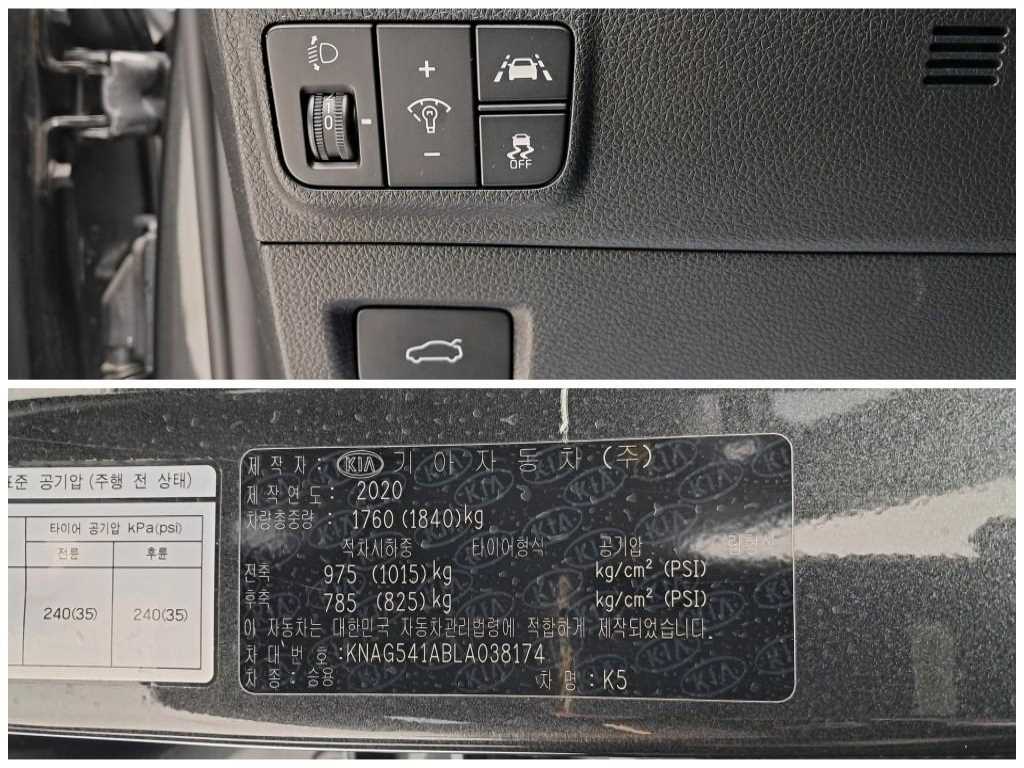 +
2 1 0 -
-
OFF
표준 공기압 (주행 전 상태)
타이어 공기압 kPa(psi)
전륜 후륜
240(35) 240(35)
제 작 자 : KIA 기 아 자 동 차 (주)
제 작 연 도 : 2020
차량총중량 : 1760 (1840)kg
적차시하중 타이어형식 공기압 림형식
전축 975 (1015)kg kg/cm² (PSI)
후축 785 (825)kg kg/cm² (PSI)
이 자동차는 대한민국 자동차관리법령에 적합하게 제작되었습니다.
차 대 번 호 :KNAG541ABLA038174
차 종 : 승용 차 명 : K5